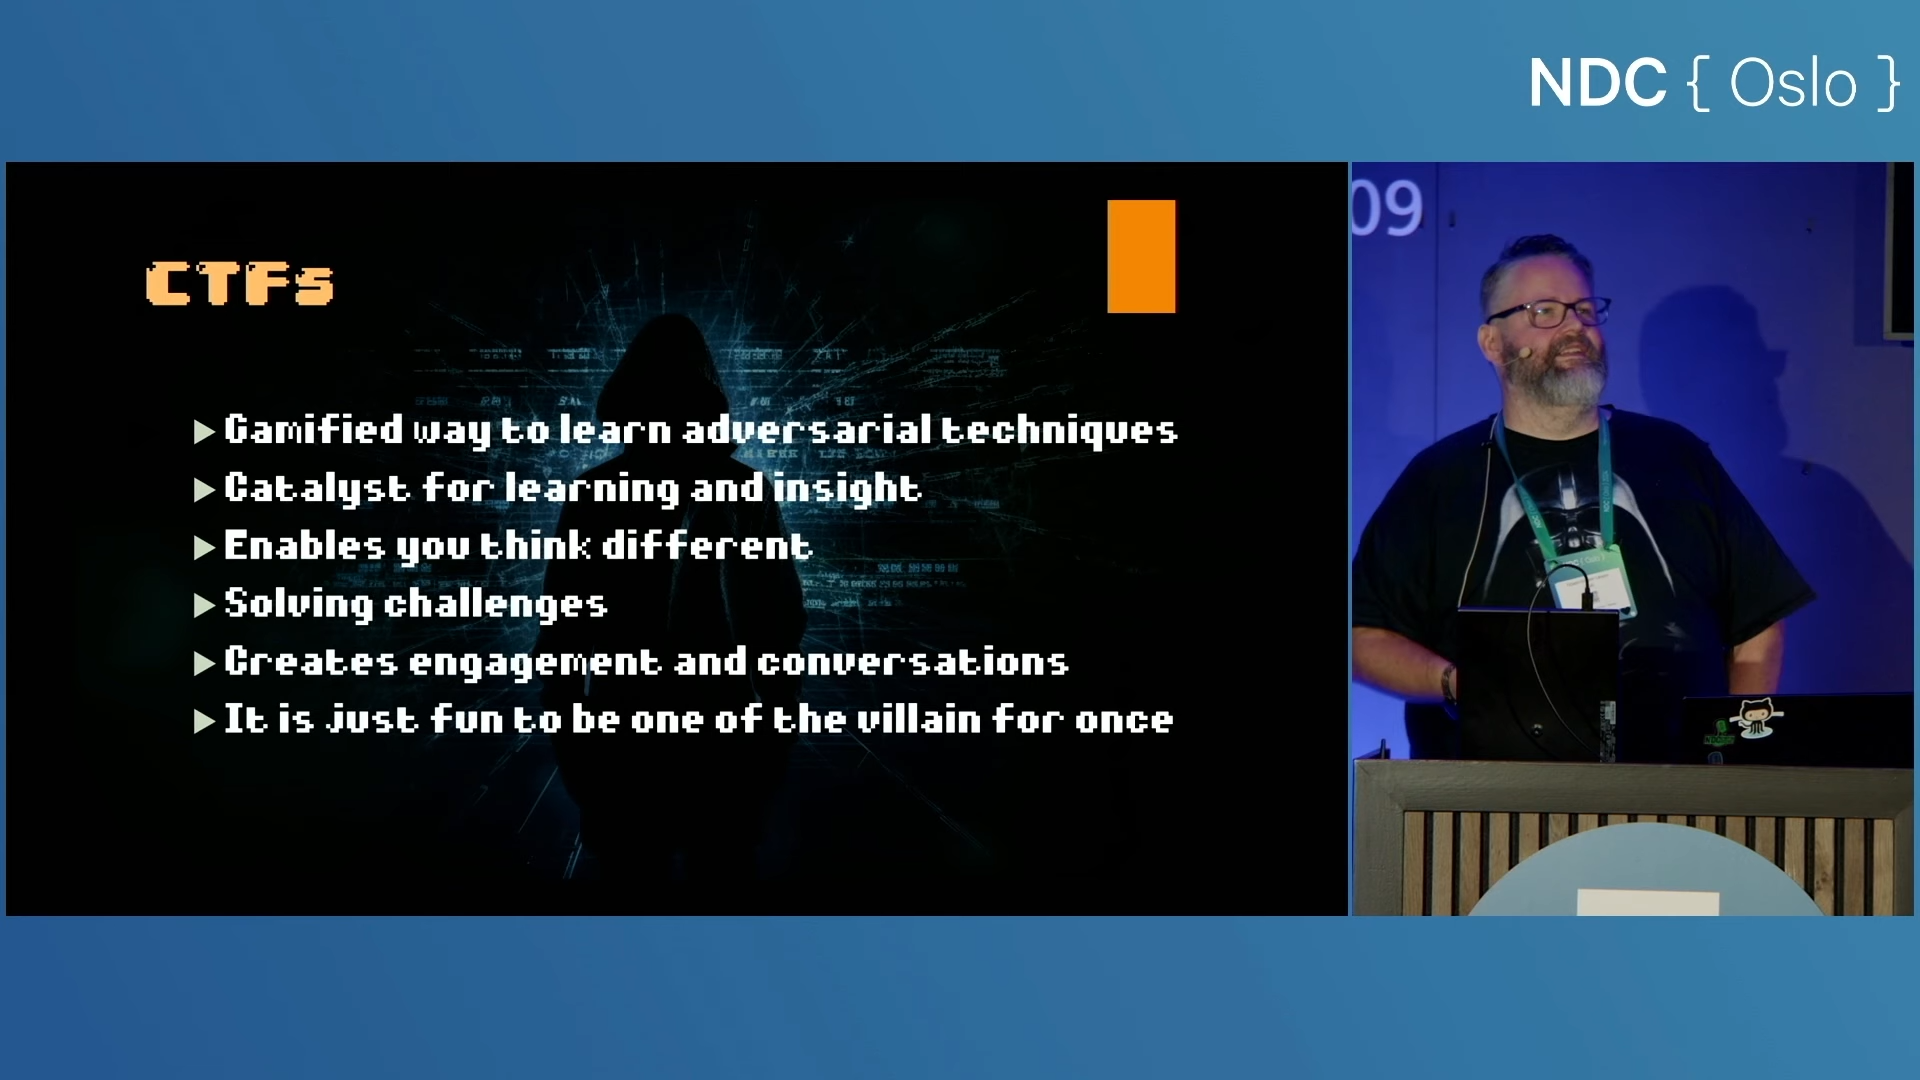 NDC { Oslo }
09
CTFs
Gamified way to learn adversarial techniques
Catalyst for learning and insight
Enables you think different
Solving challenges
Creates engagement and conversations
It is just fun to be one of the villain for once